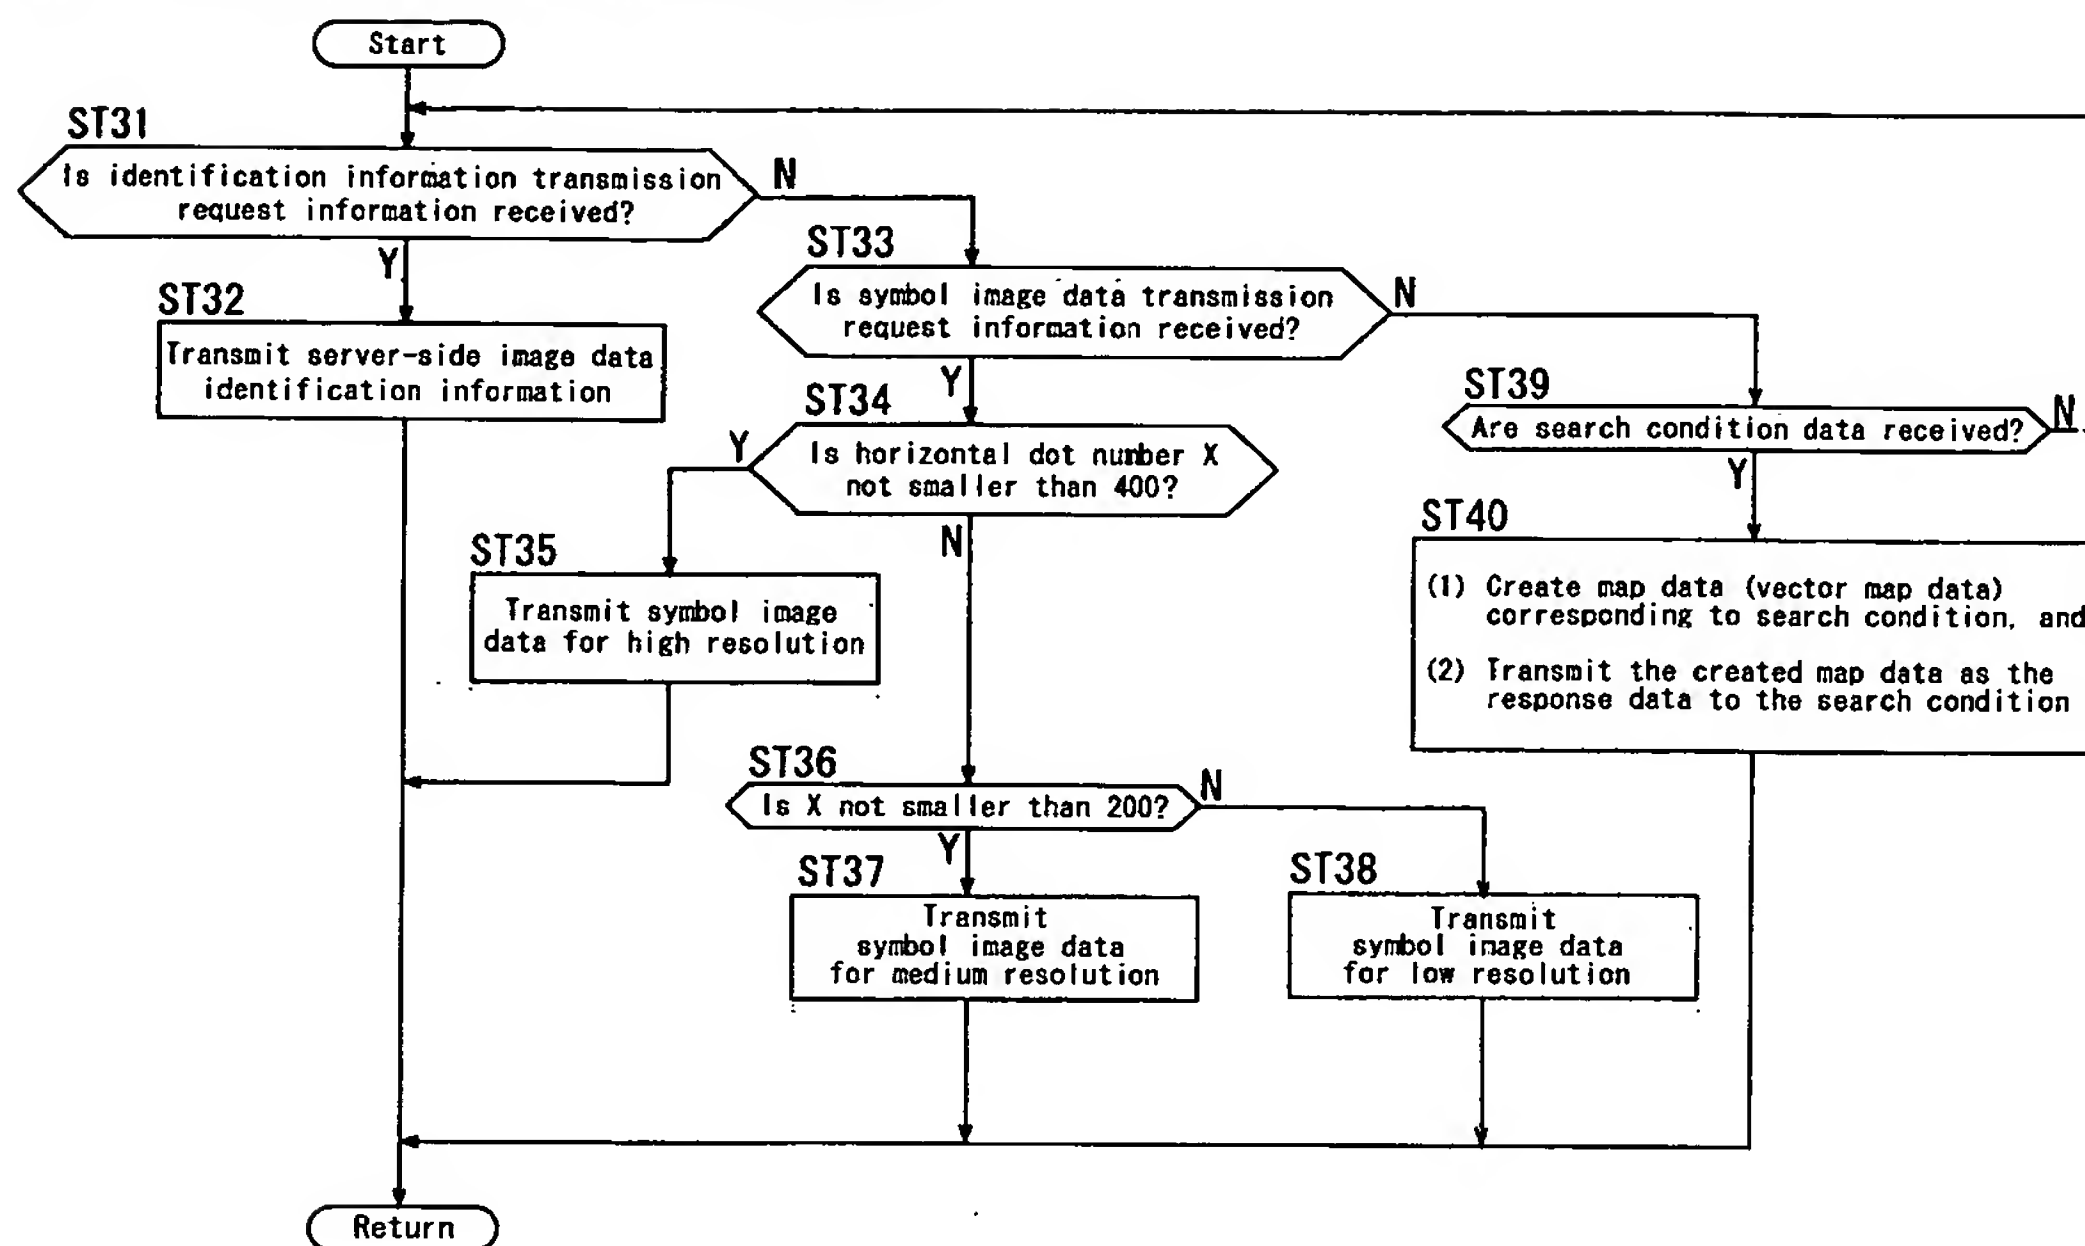 Start
ST31
Is identification information transmission
request information received?
N
Y
ST32
Transmit server-side image data
identification information
ST33
Is symbol image data transmission
request information received?
N
Y
ST34
Is horizontal dot number X
not smaller than 400?
Y
N
ST35
Transmit symbol image
data for high resolution
ST36
Is X not smaller than 200?
N
Y
ST37
Transmit
symbol image data
for medium resolution
ST38
Transmit
symbol image data
for low resolution
ST39
Are search condition data received?
N
Y
ST40
(1) Create map data (vector map data)
corresponding to search condition, and
(2) Transmit the created map data as the
response data to the search condition
Return